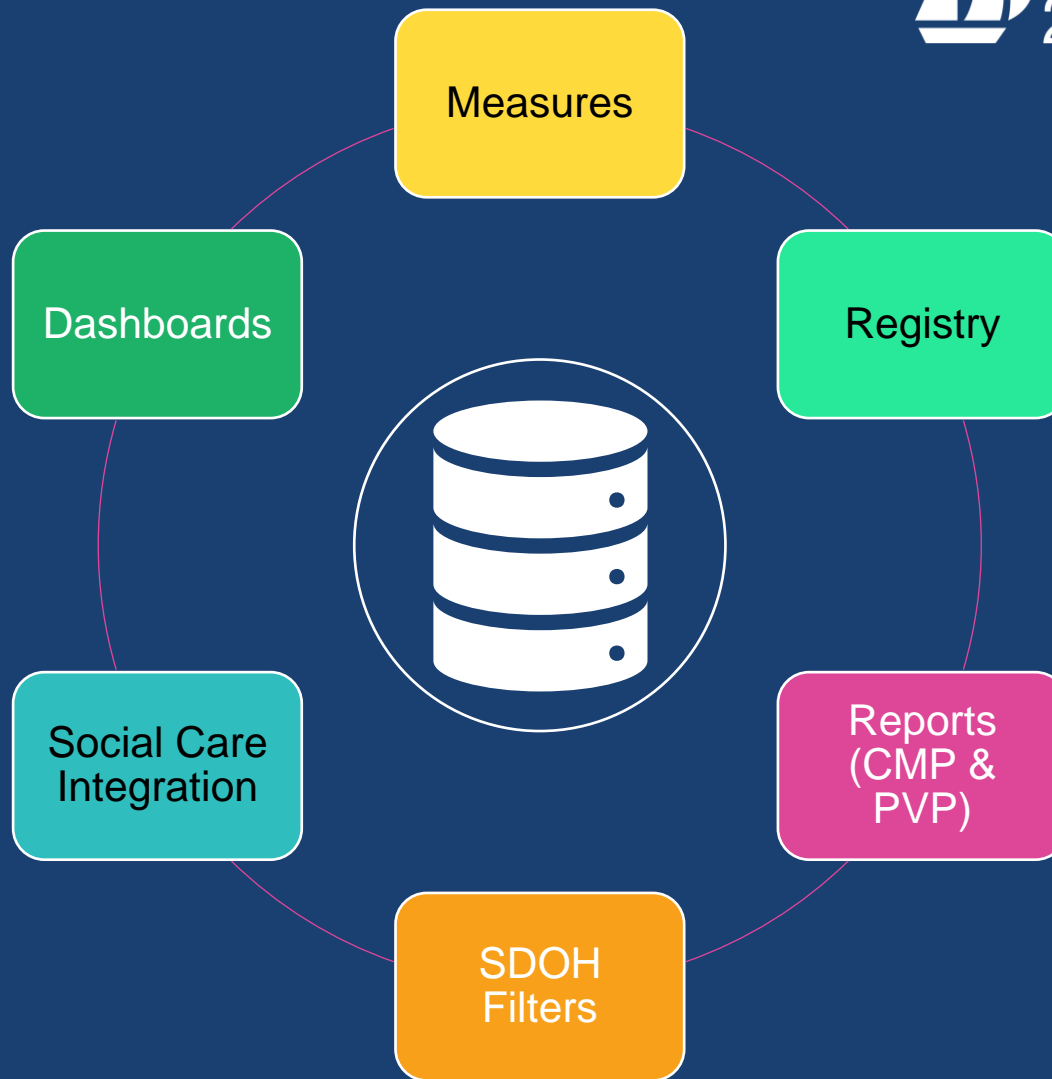 Measures
Dashboards
Registry
Social Care
Integration
Reports
(CMP &
PVP)
SDOH
Filters